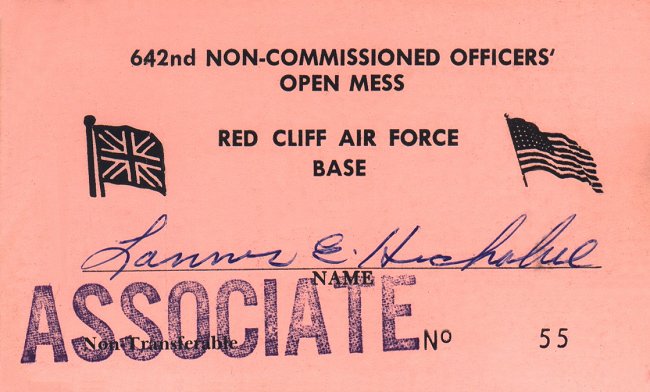 642nd NON-COMMISSIONED OFFICERS'
OPEN MESS
RED CLIFF AIR FORCE
BASE
E.
NAME
ASSOCIATE
Non-Transferable
Nº 55